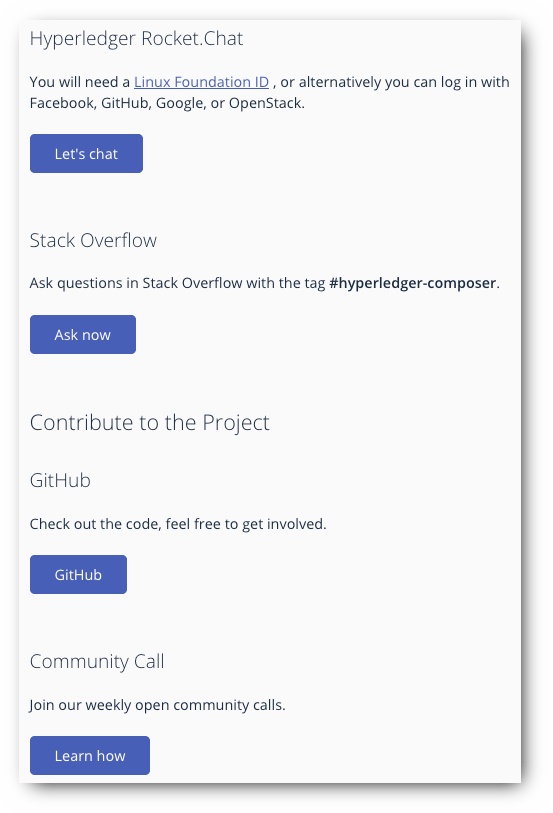 Hyperledger Rocket.Chat
You will need a Linux Foundation ID , or alternatively you can log in with
Facebook, GitHub, Google, or OpenStack.
Let's chat
Stack Overflow
Ask questions in Stack Overflow with the tag #hyperledger-composer.
Ask now
Contribute to the Project
GitHub
Check out the code, feel free to get involved.
GitHub
Community Call
Join our weekly open community calls.
Learn how